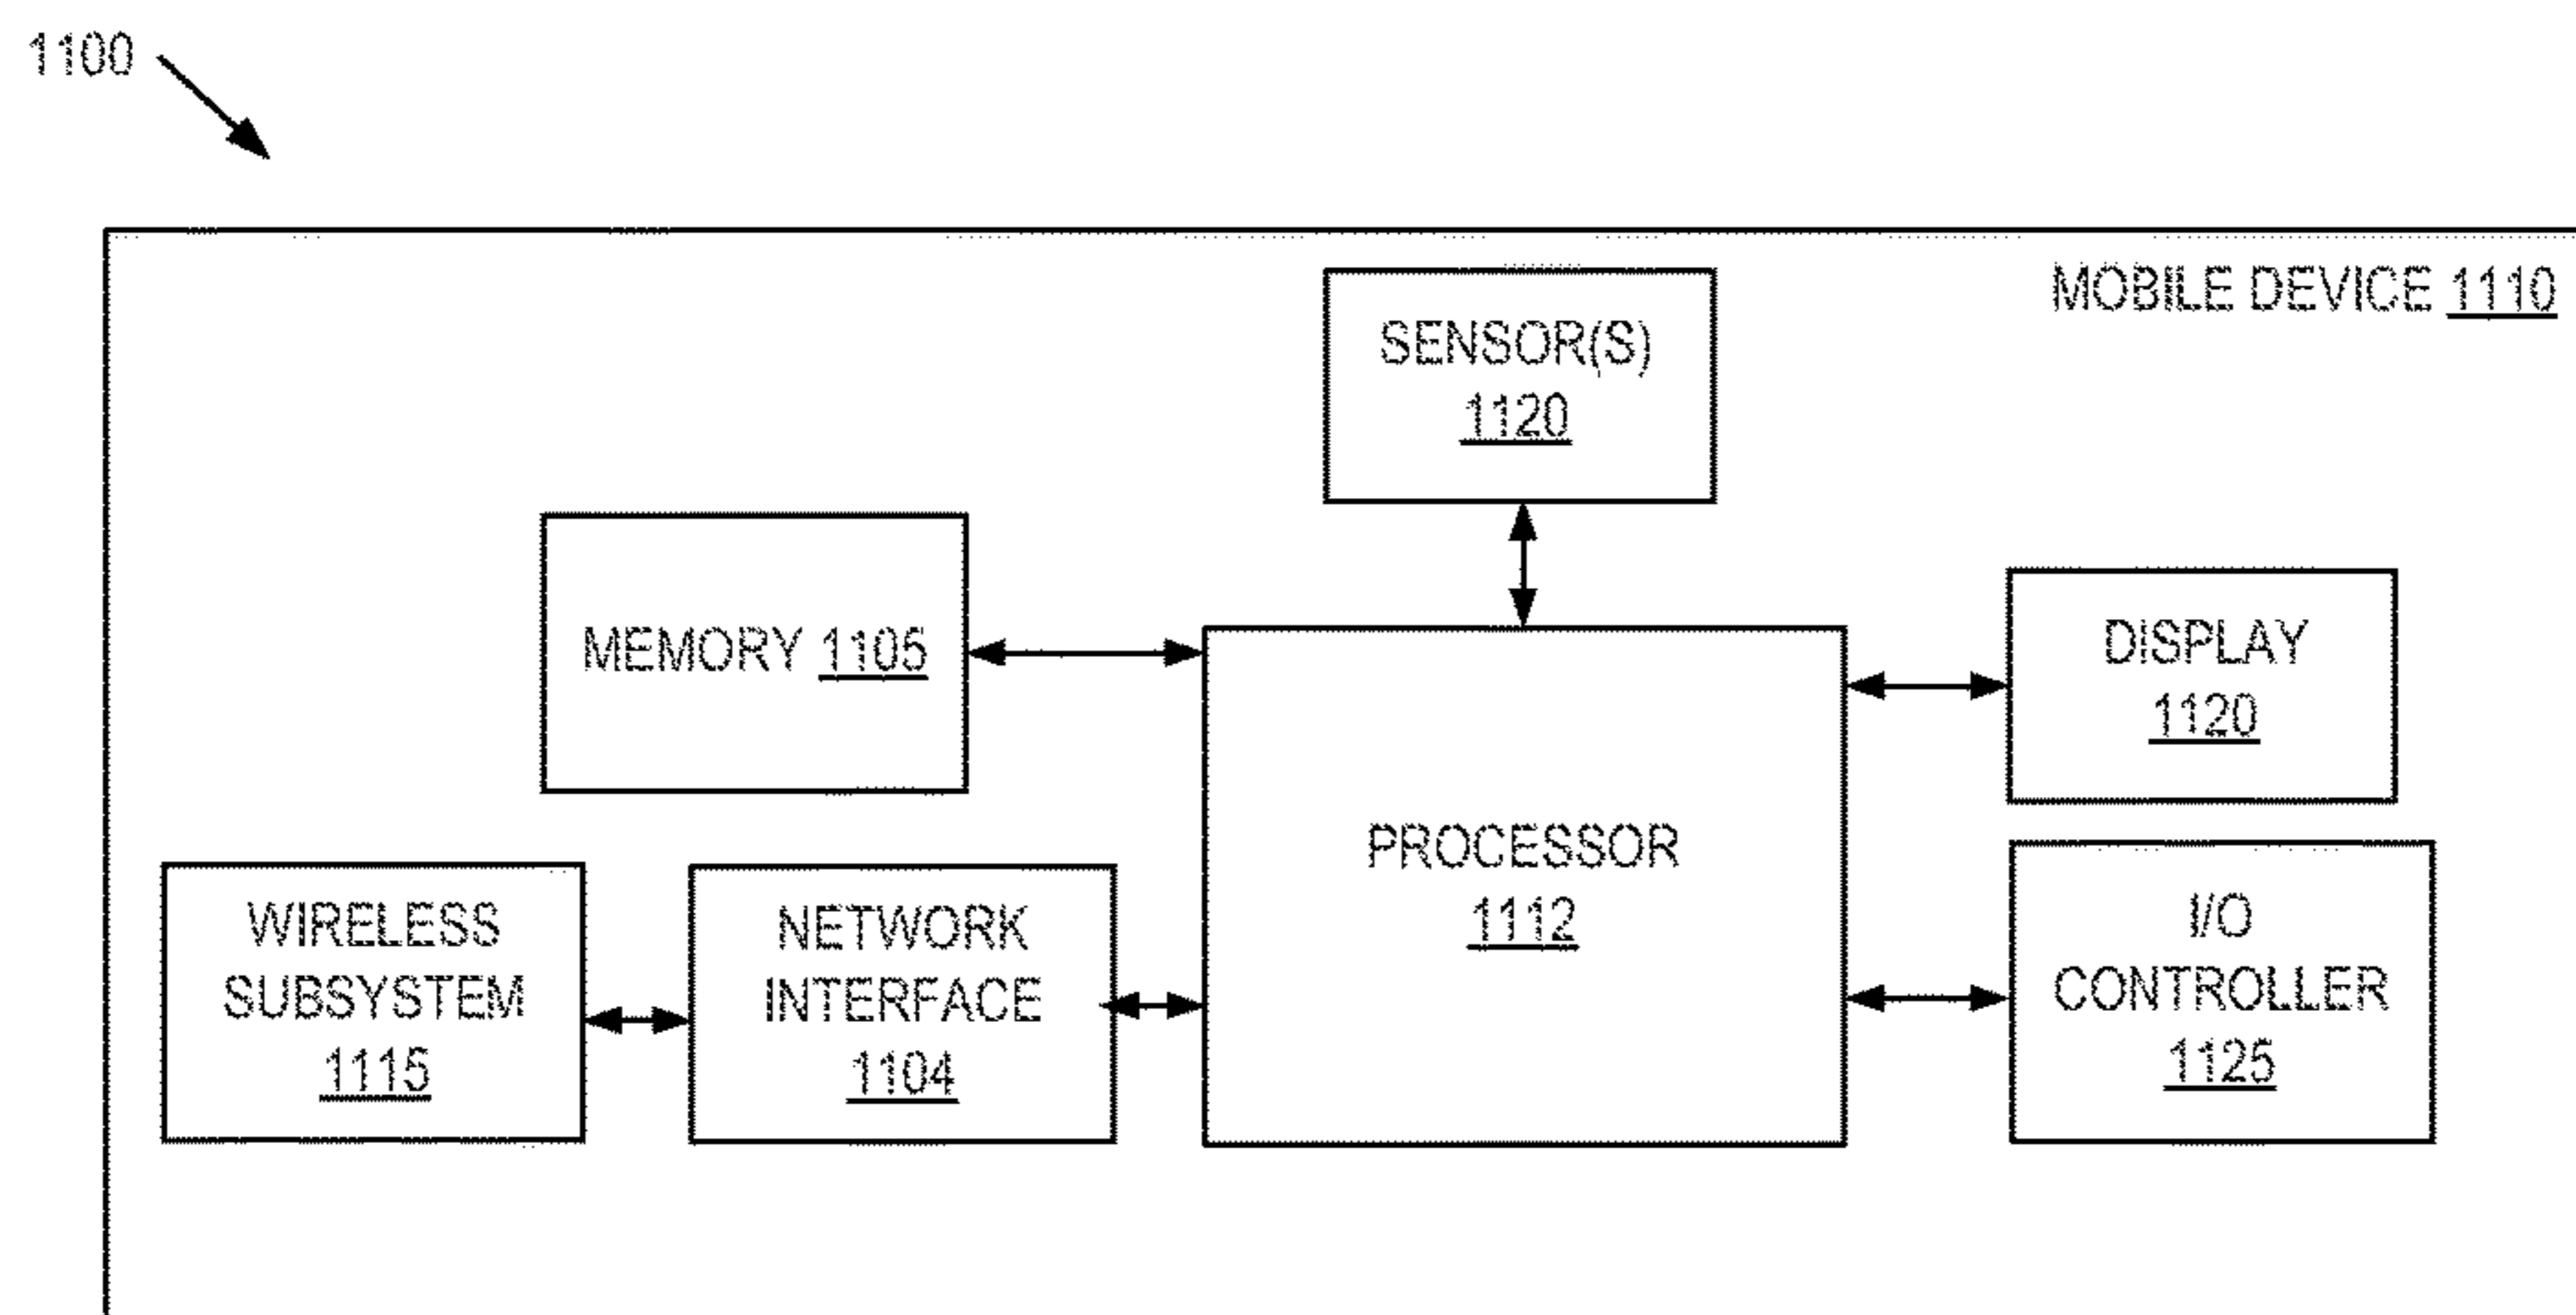 1100
MOBILE DEVICE 1110
SENSOR(S)
1120
MEMORY 1105
DISPLAY
1120
PROCESSOR
1112
WIRELESS
SUBSYSTEM
1115
NETWORK
INTERFACE
1104
I/O
CONTROLLER
1125